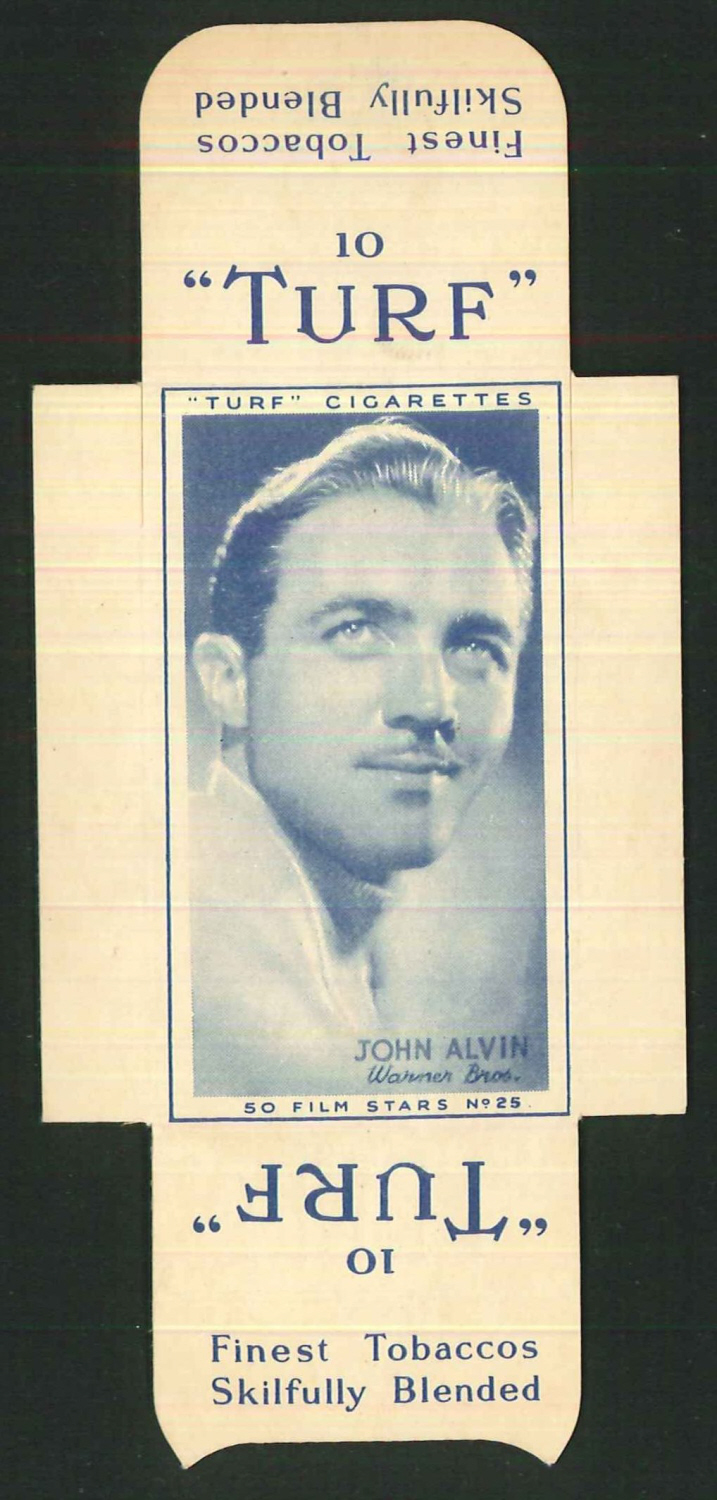 Finest Tobaccos
Skilfully Blended
10
“TURF”
“TURF” CIGARETTES
JOHN ALVIN
Warner Bros.
50 FILM STARS Nº 25.
“TURF”
10
Finest Tobaccos
Skilfully Blended